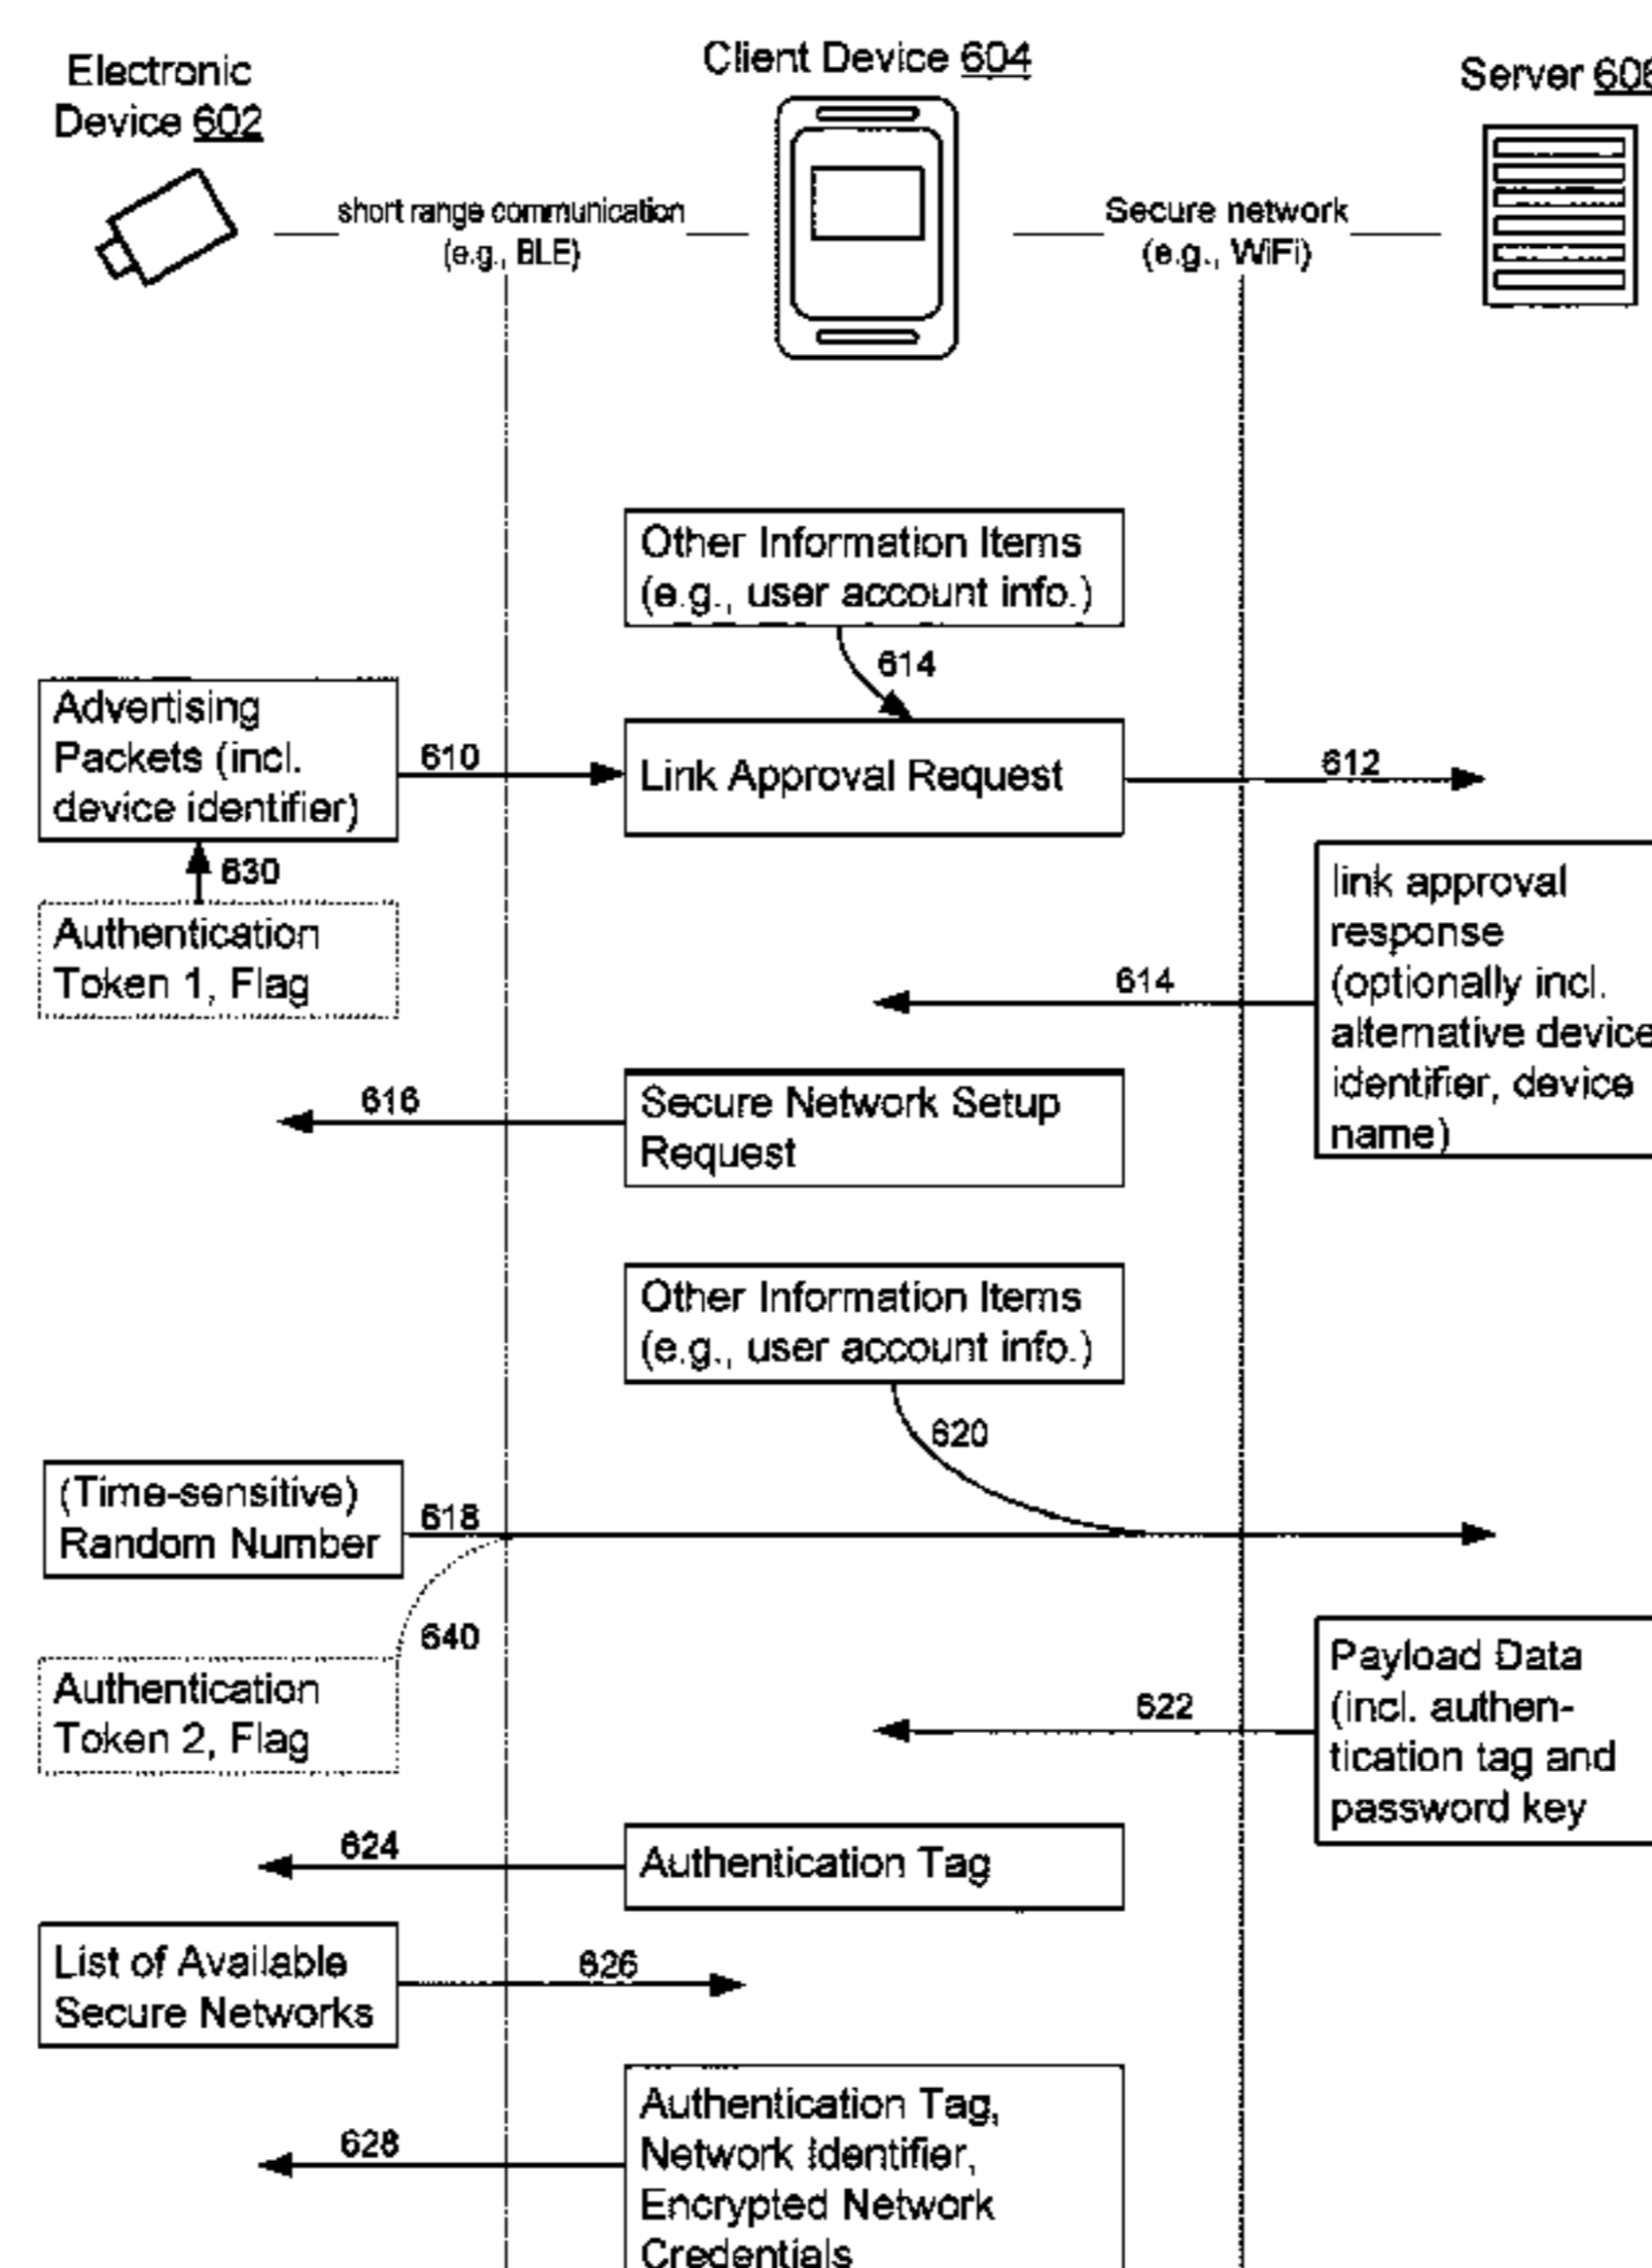 Electronic
Device 602
Client Device 604
Server 606
short range communication
(e.g., BLE)
Secure network
(e.g., WiFi)
Other Information Items
(e.g., user account info.)
614
Advertising
Packets (incl.
device identifier)
610
Link Approval Request
612
630
Authentication
Token 1, Flag
link approval
response
(optionally incl.
alternative device
identifier, device
name)
614
616
Secure Network Setup
Request
Other Information Items
(e.g., user account info.)
620
(Time-sensitive)
Random Number
618
640
Authentication
Token 2, Flag
Payload Data
(incl. authen-
tication tag and
password key
622
624
Authentication Tag
List of Available
Secure Networks
626
Authentication Tag,
Network Identifier,
Encrypted Network
Credentials
628